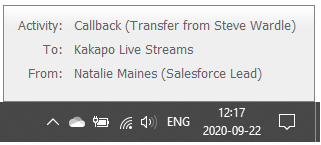 Activity: Callback (Transfer from Steve Wardle)
To: Kakapo Live Streams
From: Natalie Maines (Salesforce Lead)
ENG 12:17
2020-09-22